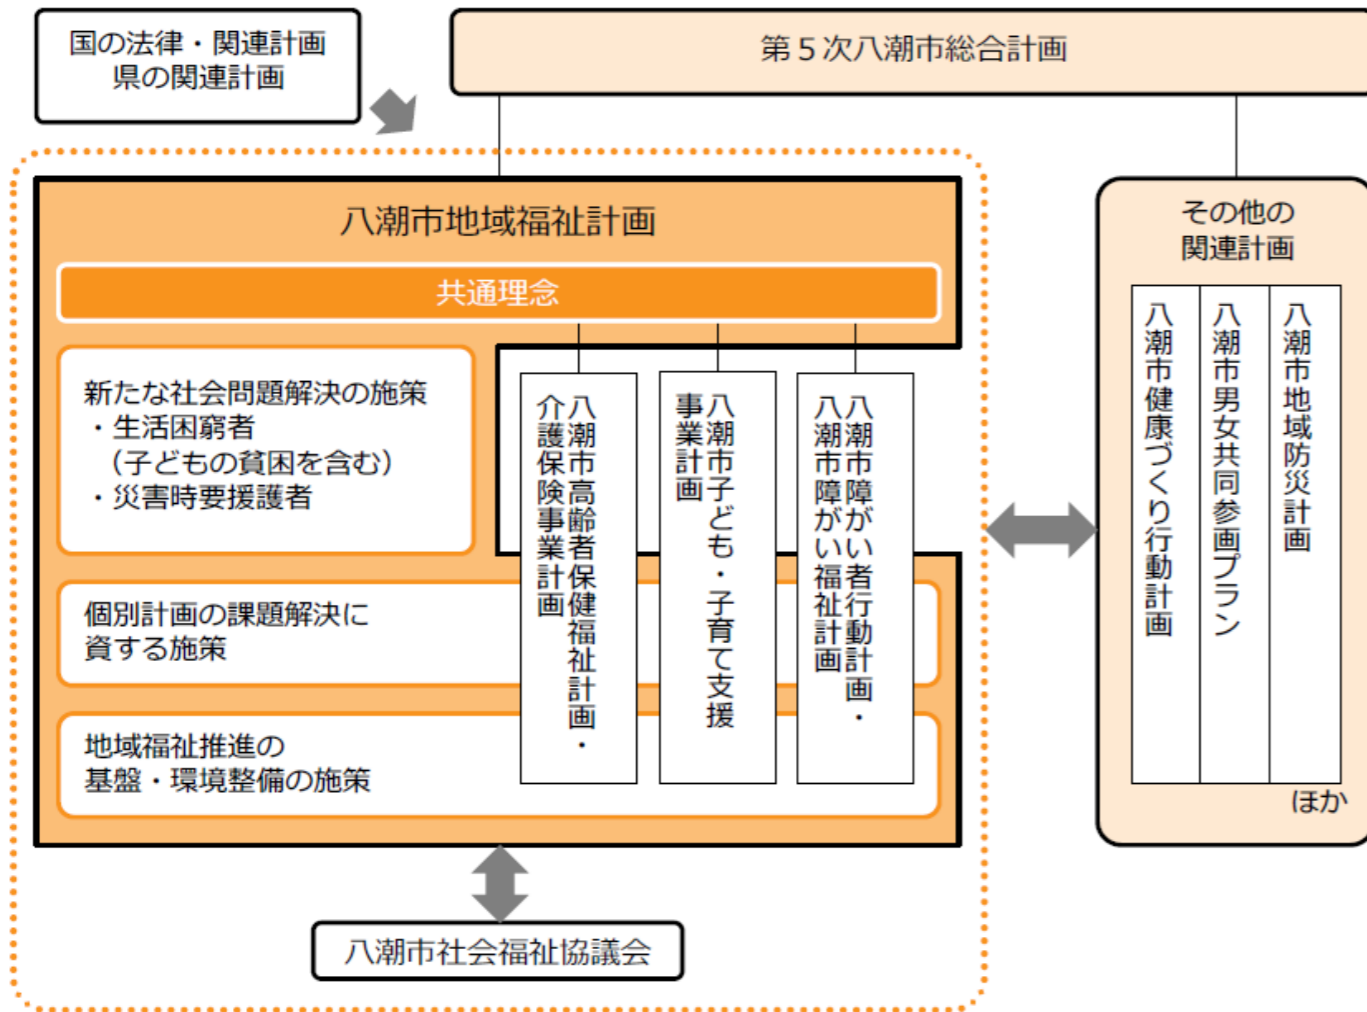 国の法律・関連計画
県の関連計画
第５次八潮市総合計画
八潮市地域福祉計画
共通理念
新たな社会問題解決の施策
・生活困窮者
（子どもの貧困を含む）
・災害時要援護者
個別計画の課題解決に
資する施策
地域福祉推進の
基盤・環境整備の施策
八潮市高齢者保健福祉計画・
介護保険事業計画
八潮市子ども・子育て支援
事業計画
八潮市障がい者行動計画・
八潮市障がい福祉計画
その他の
関連計画
八潮市健康づくり行動計画
八潮市男女共同参画プラン
八潮市地域防災計画
ほか
八潮市社会福祉協議会